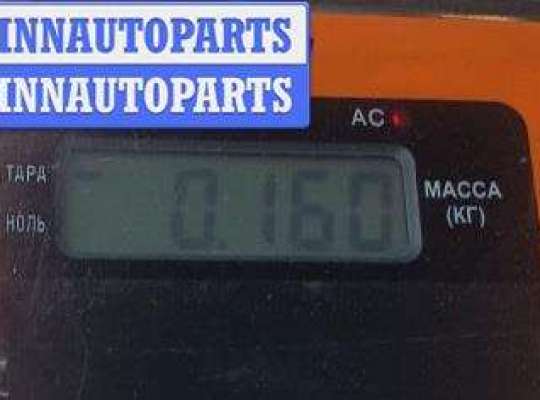 INNAUTOPARTS
INNAUTOPARTS
AC
ТАРА
НОЛЬ
0.160
МАССА
(КГ)